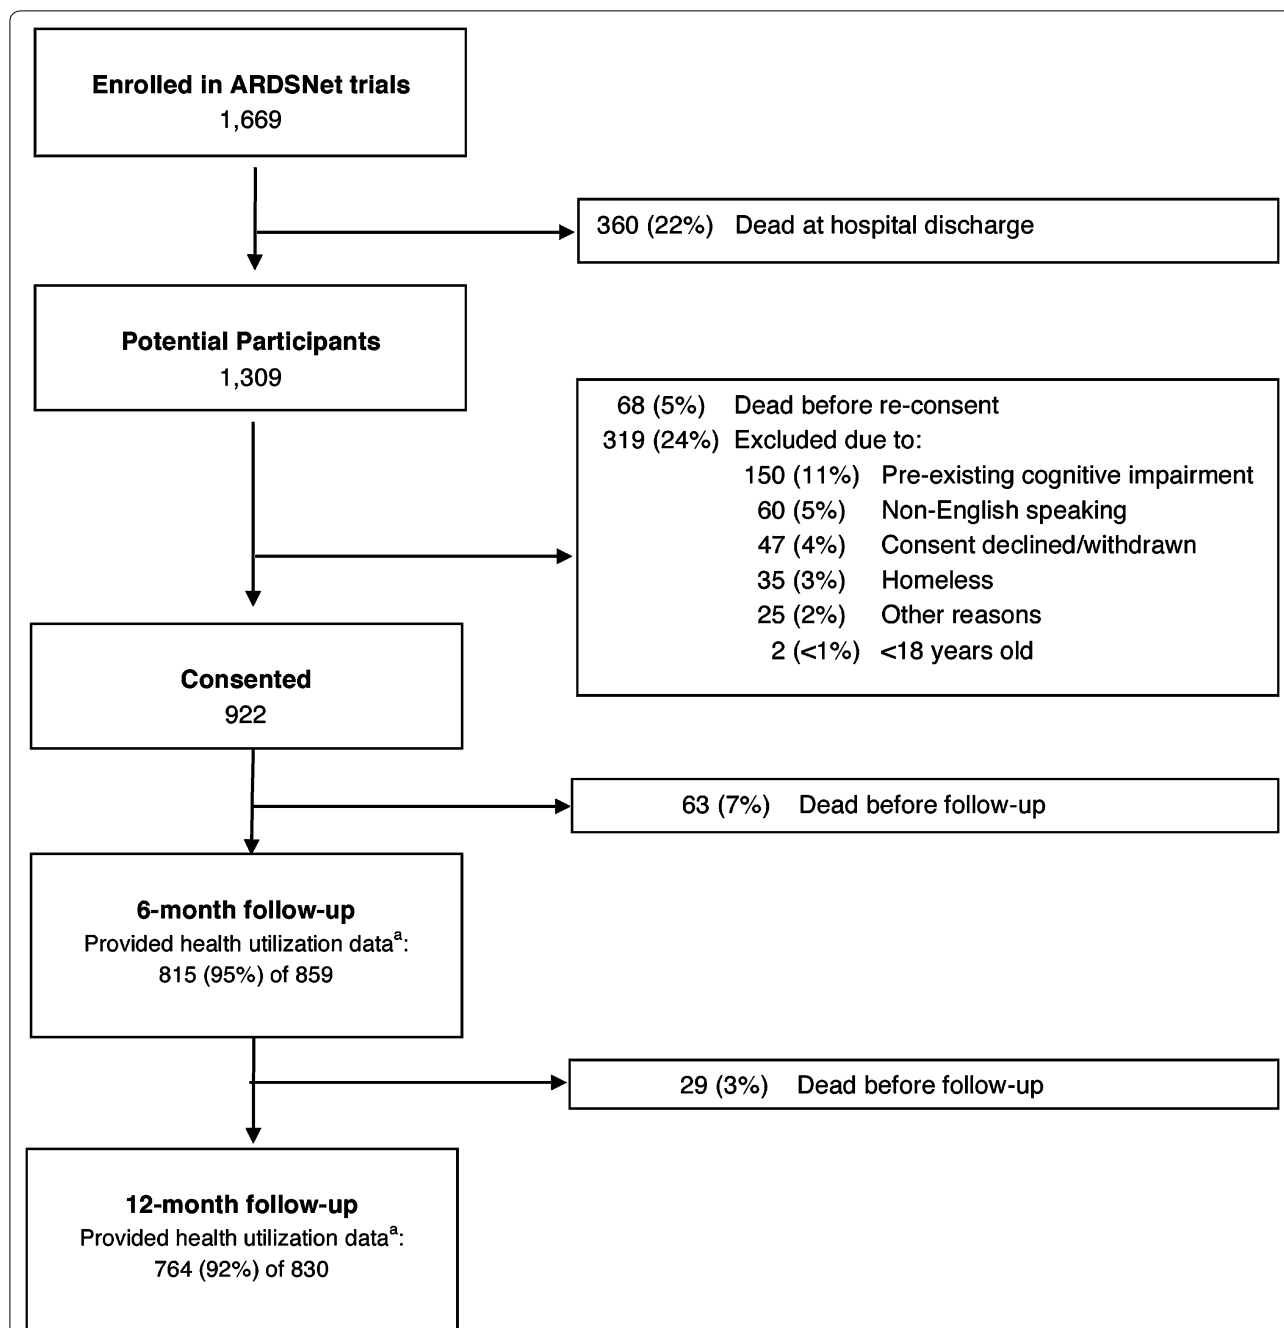 Enrolled in ARDSNet trials
1,669
360 (22%) Dead at hospital discharge
Potential Participants
1,309
68 (5%) Dead before re-consent
319 (24%) Excluded due to:
150 (11%) Pre-existing cognitive impairment
60 (5%) Non-English speaking
47 (4%) Consent declined/withdrawn
35 (3%) Homeless
25 (2%) Other reasons
2 (<1%) <18 years old
Consented
922
63 (7%) Dead before follow-up
6-month follow-up
Provided health utilization dataª:
815 (95%) of 859
29 (3%) Dead before follow-up
12-month follow-up
Provided health utilization dataª:
764 (92%) of 830